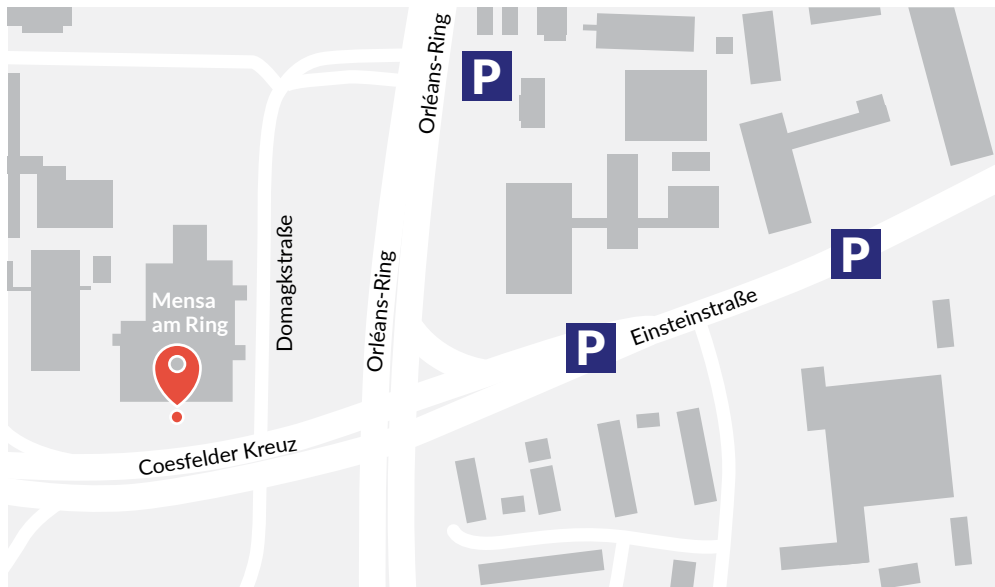 Orléans-Ring
P
Domagkstraße
Orléans-Ring
P
Mensa
am Ring
Einsteinstraße
P
Coesfelder Kreuz